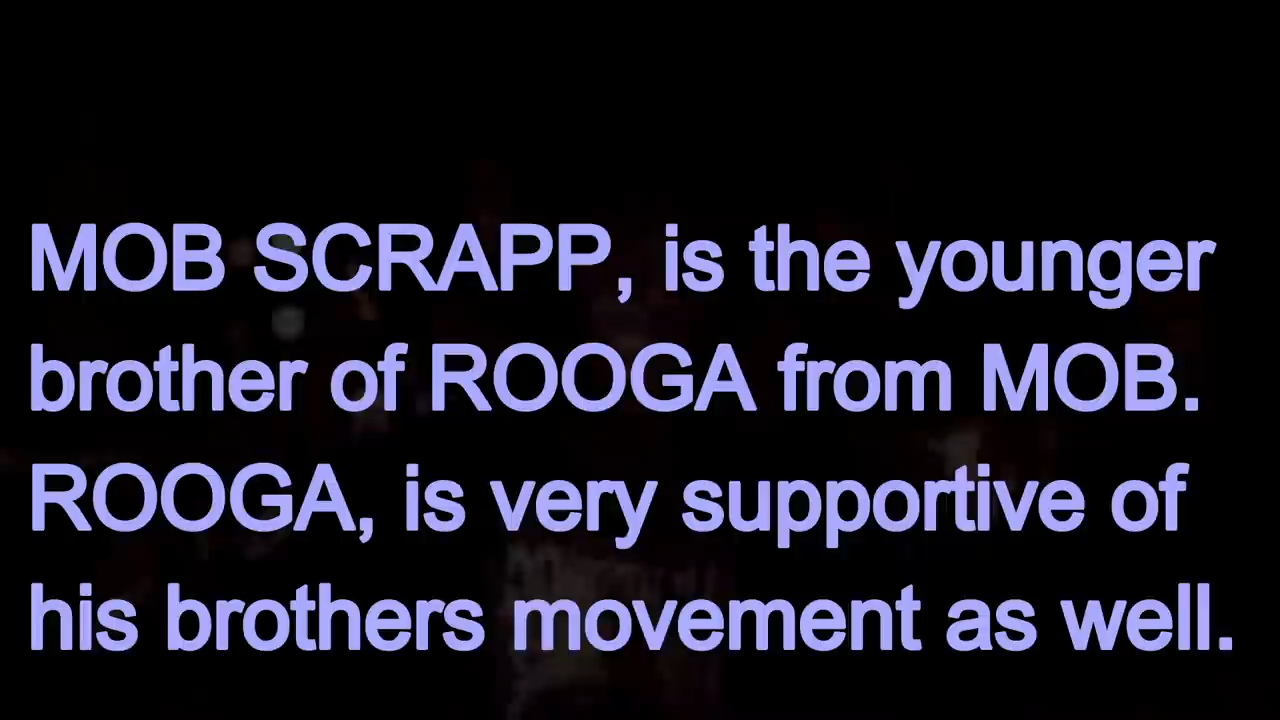 MOB SCRAPP, is the younger
brother of ROOGA from MOB.
ROOGA, is very supportive of
his brothers movement as well.